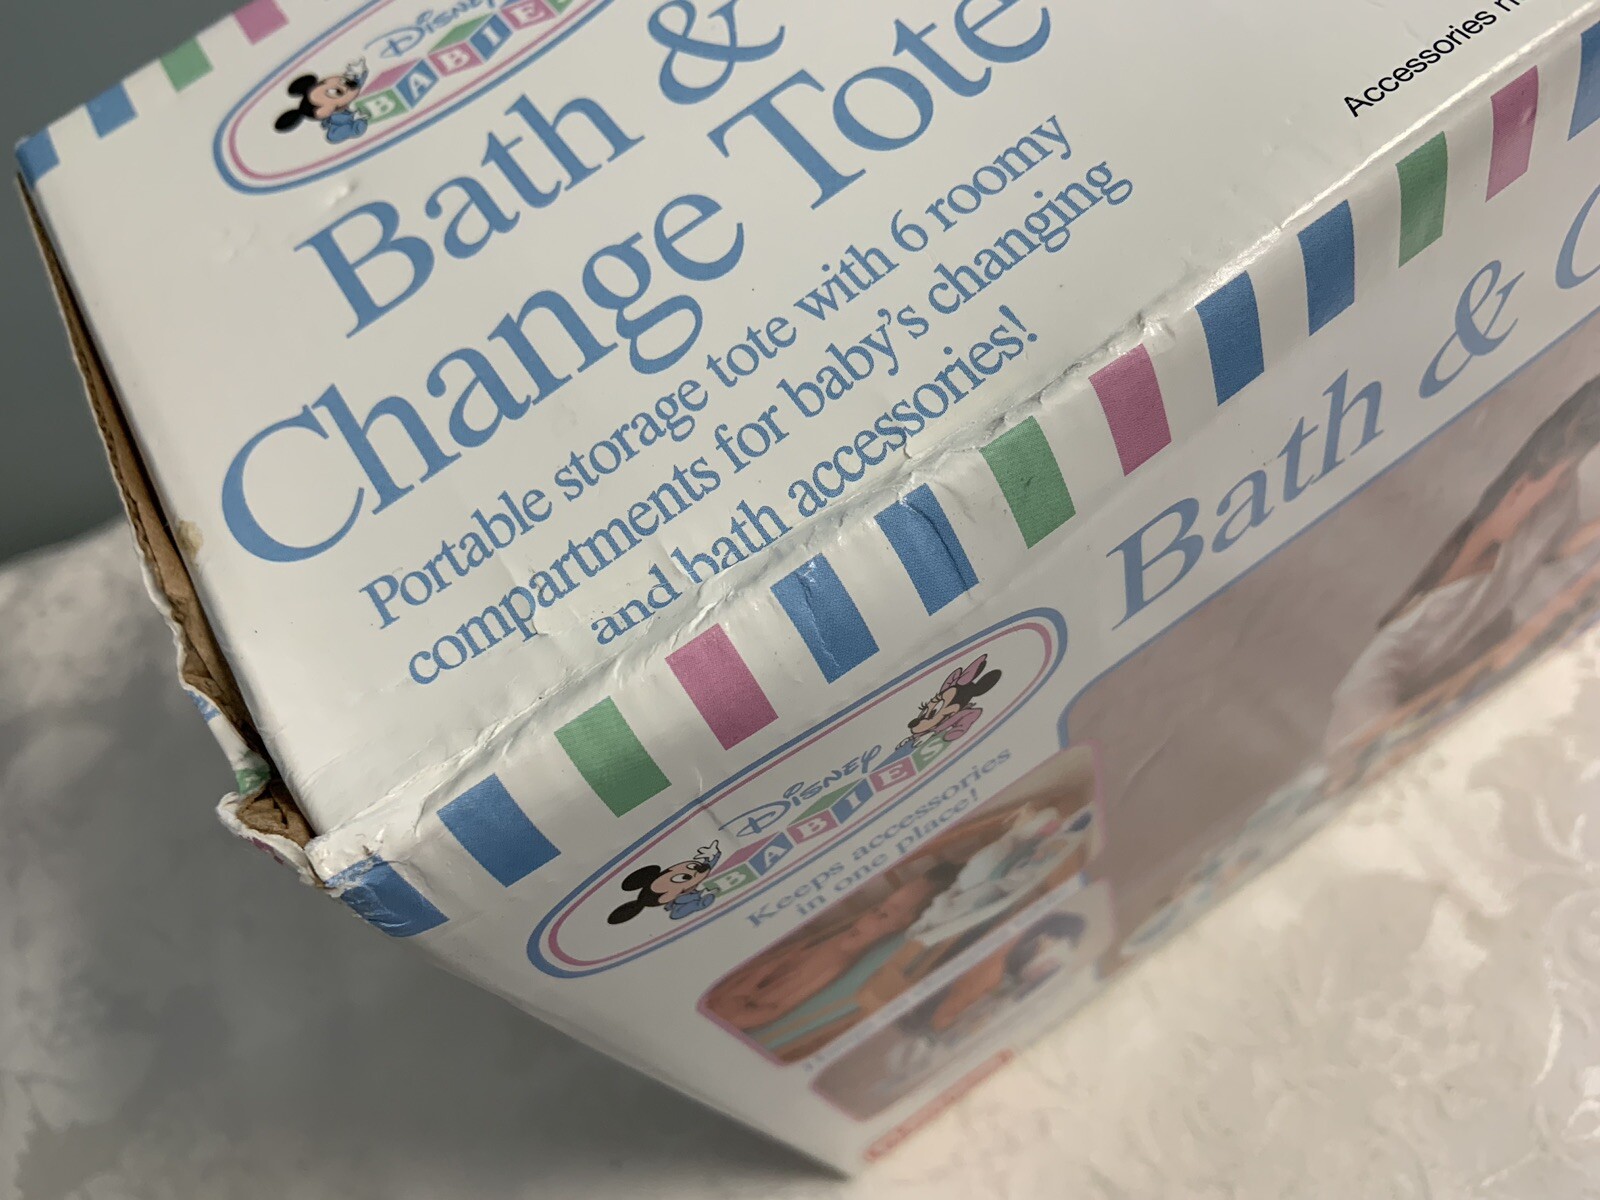 Disney
BABIES
Bath &
Change Tote
Portable storage tote with 6 roomy
compartments for baby's changing
and bath accessories!
Accessories
Bath &
Disney
BABIES
Keeps accessories
in one place!